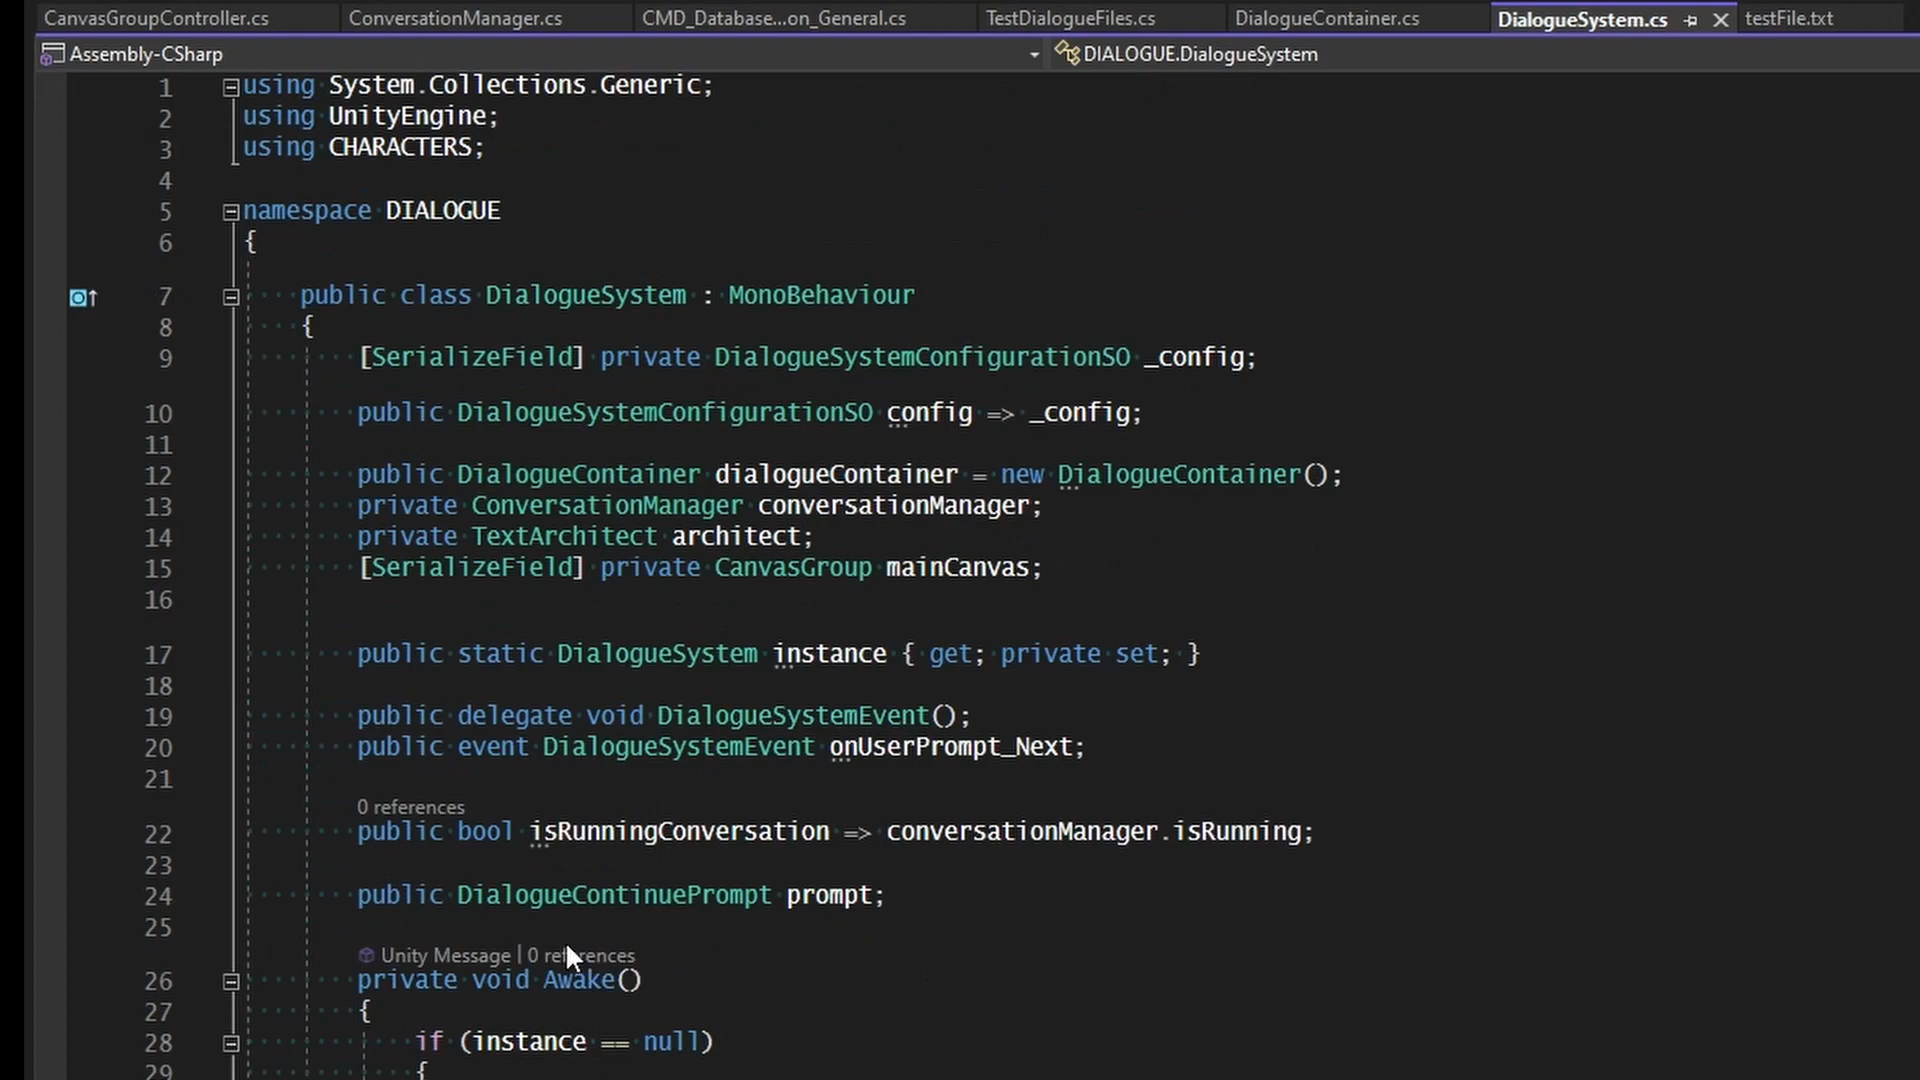 CanvasGroupController.cs ConversationManager.cs CMD_Database...on_General.cs TestDialogueFiles.cs DialogueContainer.cs DialogueSystem.cs testFile.txt
Assembly-CSharp DIALOGUE.DialogueSystem
1 using System.Collections.Generic;
2 using UnityEngine;
3 using CHARACTERS;
4
5 namespace DIALOGUE
6 {
7 public class DialogueSystem : MonoBehaviour
8 {
9 [SerializeField] private DialogueSystemConfigurationSO _config;
10 public DialogueSystemConfigurationSO config => _config;
11
12 public DialogueContainer dialogueContainer = new DialogueContainer();
13 private ConversationManager conversationManager;
14 private TextArchitect architect;
15 [SerializeField] private CanvasGroup mainCanvas;
16
17 public static DialogueSystem instance { get; private set; }
18
19 public delegate void DialogueSystemEvent();
20 public event DialogueSystemEvent onUserPrompt_Next;
21
0 references
22 public bool isRunningConversation => conversationManager.isRunning;
23
24 public DialogueContinuePrompt prompt;
25
Unity Message | 0 references
26 private void Awake()
27 {
28 if (instance == null)
29 {